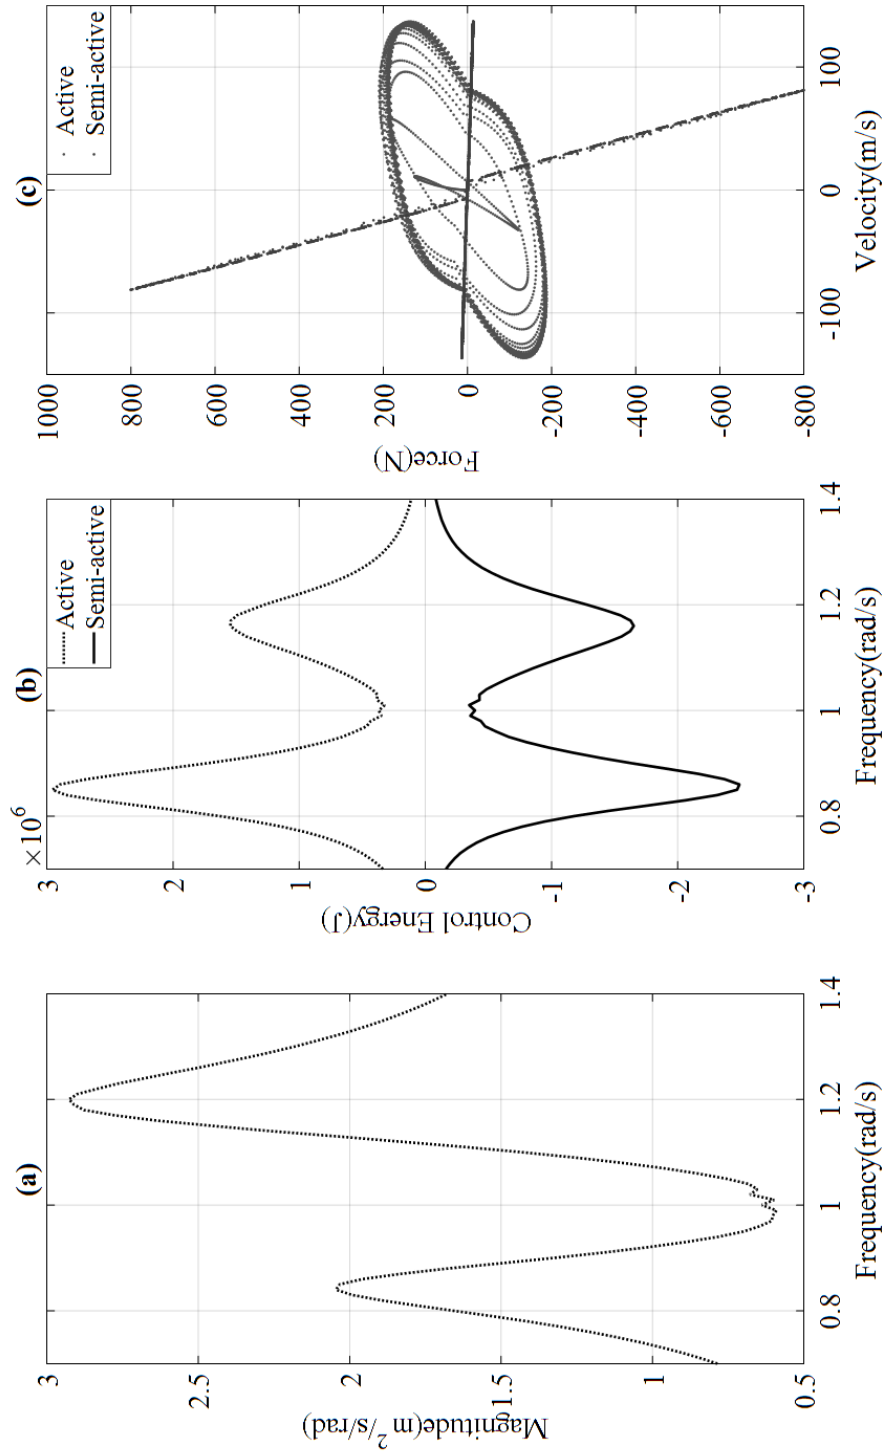 (a)
3
2.5
2
1.5
1
0.5
0.8
1
1.2
1.4
Magnitude(m2/s/rad)
Frequency(rad/s)
(b)
×106
3
2
1
0
-1
-2
-3
0.8
1
1.2
1.4
Control Energy(J)
Frequency(rad/s)
Active
Semi-active
(c)
1000
800
600
400
200
0
-200
-400
-600
-800
-100
0
100
Force(N)
Velocity(m/s)
Active
Semi-active